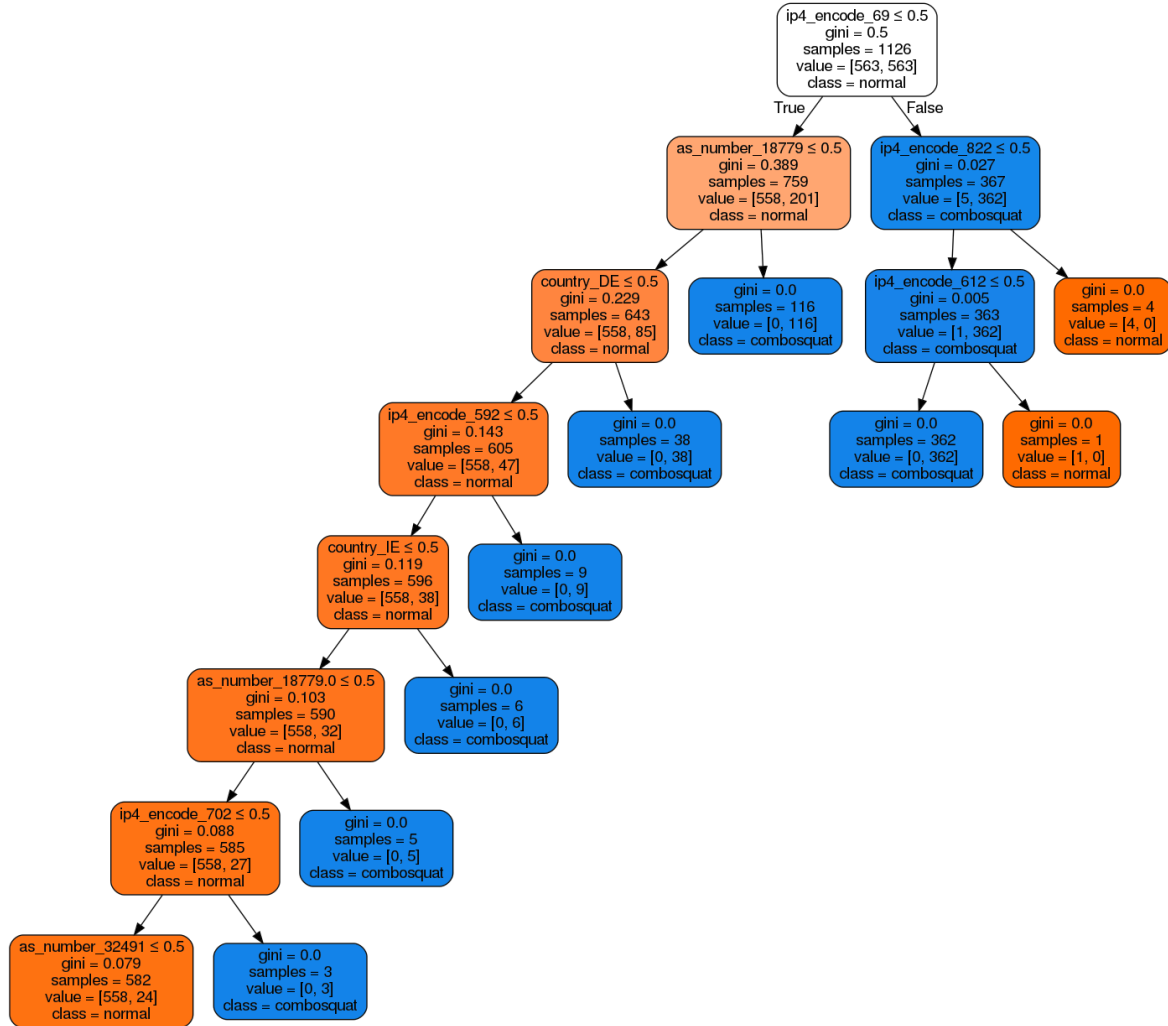 ip4_encode_69 ≤ 0.5
gini = 0.5
samples = 1126
value = [563, 563]
class = normal
True
False
as_number_18779 ≤ 0.5
gini = 0.389
samples = 759
value = [558, 201]
class = normal
ip4_encode_822 ≤ 0.5
gini = 0.027
samples = 367
value = [5, 362]
class = combosquat
country_DE ≤ 0.5
gini = 0.229
samples = 643
value = [558, 85]
class = normal
gini = 0.0
samples = 116
value = [0, 116]
class = combosquat
ip4_encode_612 ≤ 0.5
gini = 0.005
samples = 363
value = [1, 362]
class = combosquat
gini = 0.0
samples = 4
value = [4, 0]
class = normal
ip4_encode_592 ≤ 0.5
gini = 0.143
samples = 605
value = [558, 47]
class = normal
gini = 0.0
samples = 38
value = [0, 38]
class = combosquat
gini = 0.0
samples = 362
value = [0, 362]
class = combosquat
gini = 0.0
samples = 1
value = [1, 0]
class = normal
country_IE ≤ 0.5
gini = 0.119
samples = 596
value = [558, 38]
class = normal
gini = 0.0
samples = 9
value = [0, 9]
class = combosquat
as_number_18779.0 ≤ 0.5
gini = 0.103
samples = 590
value = [558, 32]
class = normal
gini = 0.0
samples = 6
value = [0, 6]
class = combosquat
ip4_encode_702 ≤ 0.5
gini = 0.088
samples = 585
value = [558, 27]
class = normal
gini = 0.0
samples = 5
value = [0, 5]
class = combosquat
as_number_32491 ≤ 0.5
gini = 0.079
samples = 582
value = [558, 24]
class = normal
gini = 0.0
samples = 3
value = [0, 3]
class = combosquat